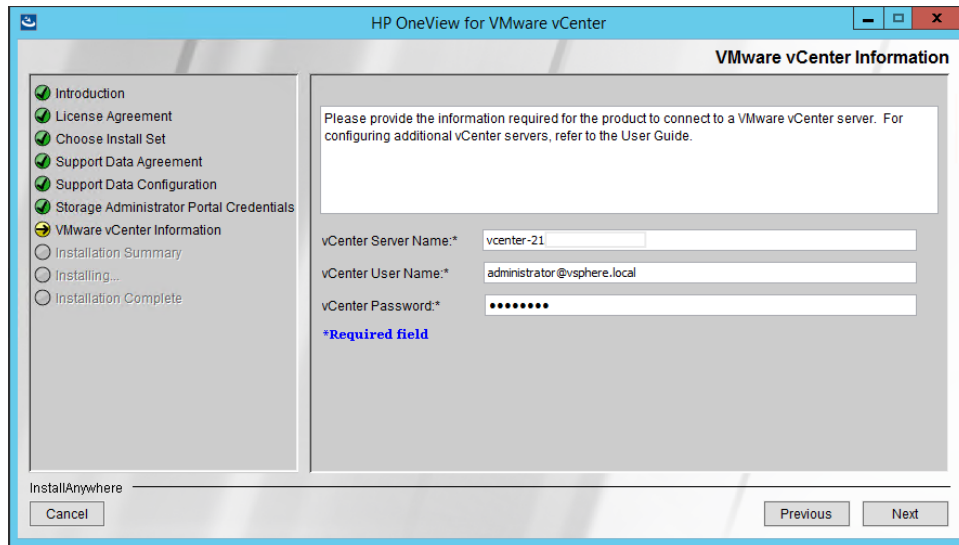 HP OneView for VMware vCenter
VMware vCenter Information
Introduction
License Agreement
Choose Install Set
Support Data Agreement
Support Data Configuration
Storage Administrator Portal Credentials
VMware vCenter Information
Installation Summary
Installing...
Installation Complete
Please provide the information required for the product to connect to a VMware vCenter server. For
configuring additional vCenter servers, refer to the User Guide.
vCenter Server Name:* vcenter-21
vCenter User Name:* administrator@vsphere.local
vCenter Password:* ●●●●●●●●
*Required field
InstallAnywhere
Cancel Previous Next